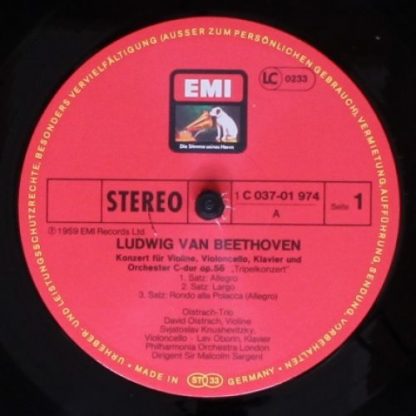 URHEBER- UND LEISTUNGSSCHUTZRECHTE, BESONDERS VERVIELFÄLTIGUNG (AUSSER ZUM PERSÖNLICHEN GEBRAUCH), VERMIETUNG, AUFFÜHRUNG, SENDUNG, VORBEHALTEN ·
LC 0233
EMI
Die Stimme seines Herrn
STEREO
1 C 037-01 974
A
Seite 1
Ⓟ 1959 EMI Records Ltd.
LUDWIG VAN BEETHOVEN
Konzert für Violine, Violoncello, Klavier und
Orchester C-dur op.56 „Tripelkonzert"
1. Satz: Allegro
2. Satz: Largo
3. Satz: Rondo alla Polacca (Allegro)
Oistrach-Trio
David Oistrach, Violine
Svjatoslav Knushevitzky,
Violoncello - Lev Oborin, Klavier
Philharmonia Orchestra London
Dirigent Sir Malcolm Sargent
MADE IN GERMANY
ST 33